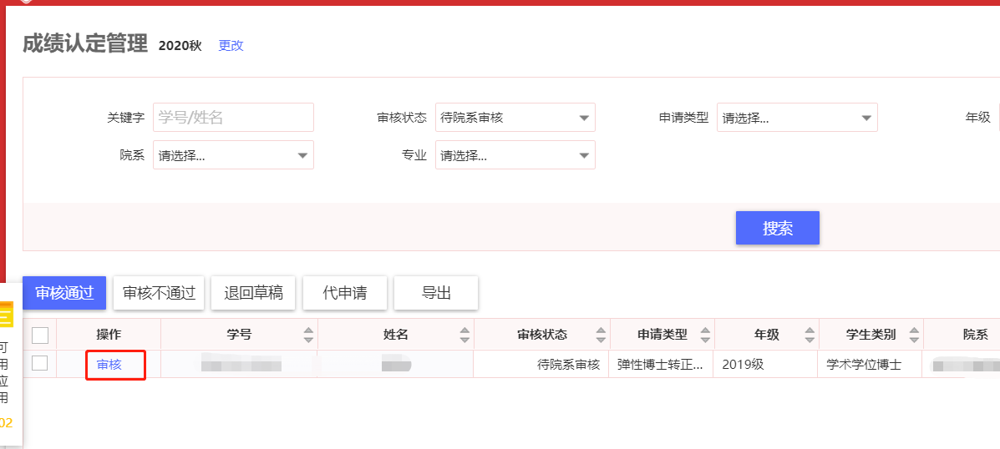 成绩认定管理 2020秋 更改
关键字 学号/姓名 审核状态 待院系审核 申请类型 请选择... 年级
院系 请选择... 专业 请选择...
搜索
审核通过 审核不通过 退回草稿 代申请 导出
操作 学号 姓名 审核状态 申请类型 年级 学生类别 院系
审核 待院系审核 弹性博士转正... 2019级 学术学位博士
可
用
应
用
02